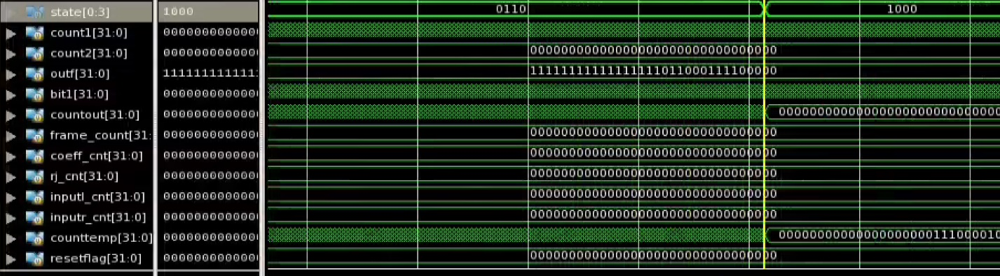 state[0:3] 1000 0110 1000
count1[31:0] 0000000000000
count2[31:0] 0000000000000 00000000000000000000000000000000
outf[31:0] 1111111111111 11111111111111111011000111100000
bit1[31:0] 0000000000000
countout[31:0] 0000000000000 00000000000000000000000000000
frame_count[31: 0000000000000 00000000000000000000000000000000
coeff_cnt[31:0] 0000000000000 00000000000000000000000000000000
rj_cnt[31:0] 0000000000000 00000000000000000000000000000000
inputl_cnt[31:0] 0000000000000 00000000000000000000000000000000
inputr_cnt[31:0] 0000000000000 00000000000000000000000000000000
counttemp[31:0] 0000000000000 0000000000000000000111000010
resetflag[31:0] 0000000000000 00000000000000000000000000000000